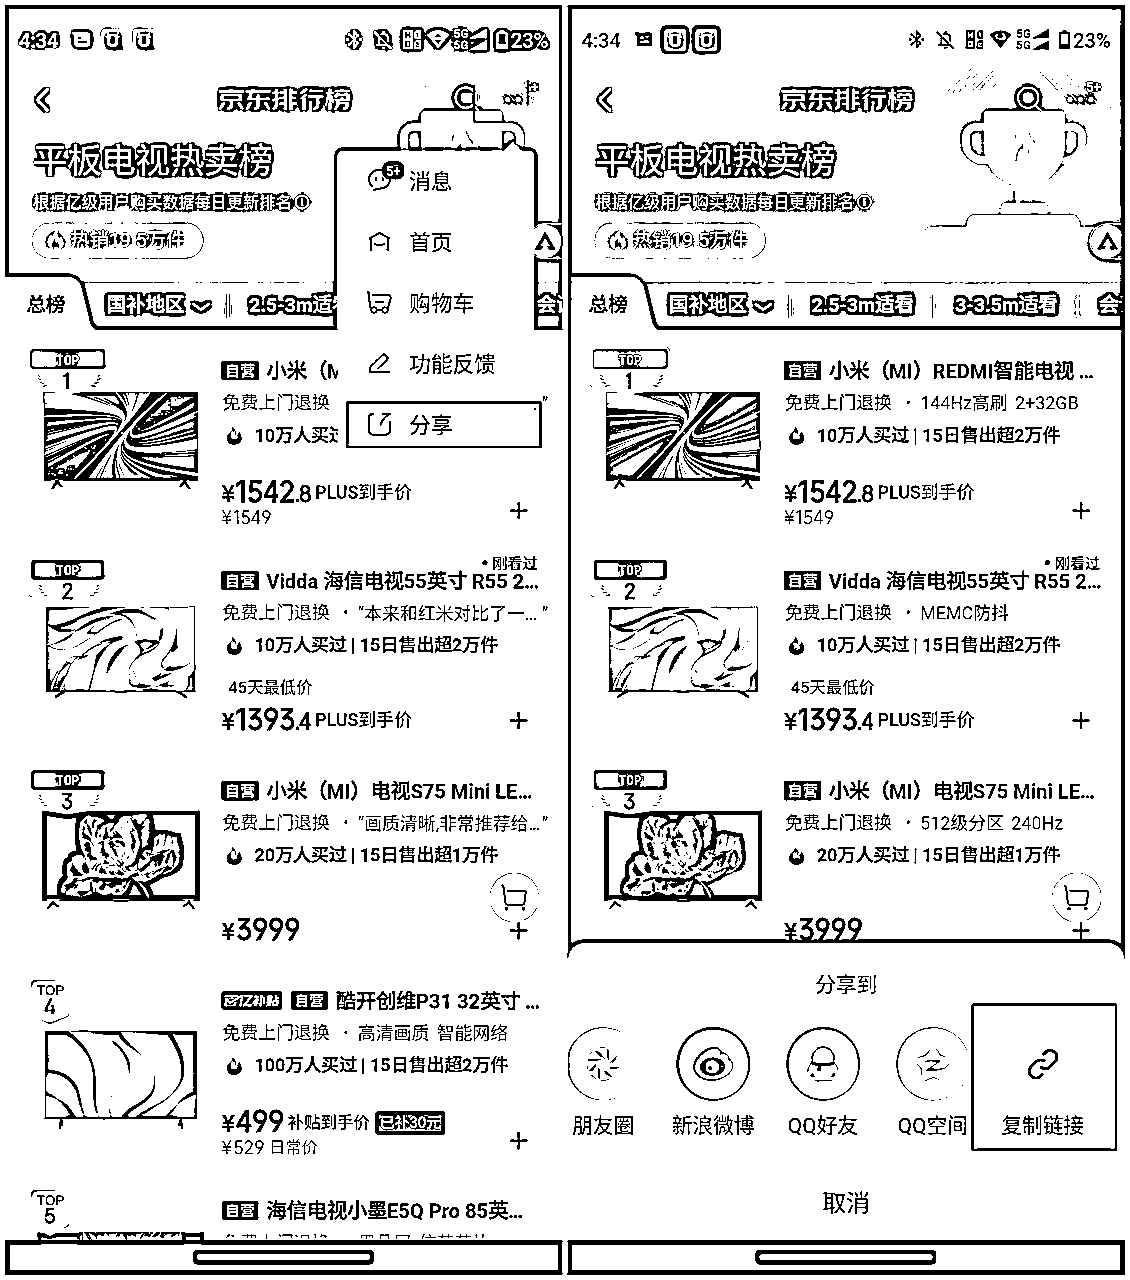 4:34
5G
5G
23%
京东排行榜
平板电视热卖榜
根据亿级用户购买数据每日更新排名
热销19.5万件
5+
消息
首页
购物车
功能反馈
分享
总榜
国补地区
2.5-3m适
TOP
1
自营 小米（M
免费上门退换
10万人买过
¥1542.8 PLUS到手价
¥1549
TOP
2
• 刚看过
自营 Vidda 海信电视55英寸 R55 2...
免费上门退换 · “本来和红米对比了一...”
10万人买过 | 15日售出超2万件
45天最低价
¥1393.4 PLUS到手价
TOP
3
自营 小米（MI）电视S75 Mini LE...
免费上门退换 · “画质清晰,非常推荐给...”
20万人买过 | 15日售出超1万件
¥3999
TOP
4
百亿补贴 自营 酷开创维P31 32英寸 ...
免费上门退换 · 高清画质 智能网络
100万人买过 | 15日售出超2万件
¥499 补贴到手价 已补30元
¥529 日常价
TOP
5
自营 海信电视小墨E5Q Pro 85英...
4:34
5G
5G
23%
京东排行榜
平板电视热卖榜
根据亿级用户购买数据每日更新排名
热销19.5万件
总榜
国补地区
2.5-3m适看
3-3.5m适看
TOP
1
自营 小米（MI）REDMI智能电视 ...
免费上门退换 · 144Hz高刷 2+32GB
10万人买过 | 15日售出超2万件
¥1542.8 PLUS到手价
¥1549
TOP
2
• 刚看过
自营 Vidda 海信电视55英寸 R55 2...
免费上门退换 · MEMC防抖
10万人买过 | 15日售出超2万件
45天最低价
¥1393.4 PLUS到手价
TOP
3
自营 小米（MI）电视S75 Mini LE...
免费上门退换 · 512级分区 240Hz
20万人买过 | 15日售出超1万件
¥3999
分享到
朋友圈
新浪微博
QQ好友
QQ空间
复制链接
取消